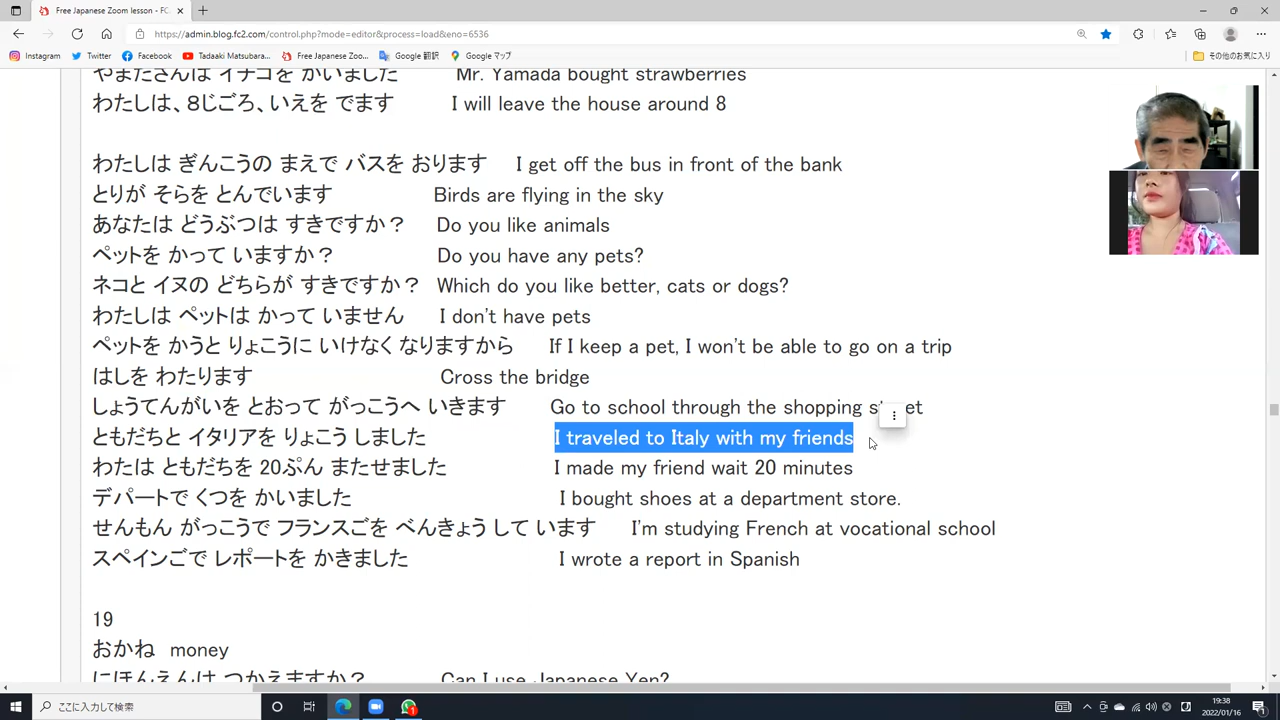 Free Japanese Zoom lesson - FC2
https://admin.blog.fc2.com/control.php?mode=editor&process=load&eno=6536
Instagram Twitter Facebook Tadaaki Matsubara... Free Japanese Zoo... Google 翻訳 Google マップ その他のお気に入り
やまださんは イチゴを かいました Mr. Yamada bought strawberries
わたしは、8じごろ、いえを でます I will leave the house around 8
わたしは ぎんこうの まえで バスを おります I get off the bus in front of the bank
とりが そらを とんでいます Birds are flying in the sky
あなたは どうぶつは すきですか？ Do you like animals
ペットを かって いますか？ Do you have any pets?
ネコと イヌの どちらが すきですか？ Which do you like better, cats or dogs?
わたしは ペットは かって いません I don't have pets
ペットを かうと りょこうに いけなく なりますから If I keep a pet, I won't be able to go on a trip
はしを わたります Cross the bridge
しょうてんがいを とおって がっこうへ いきます Go to school through the shopping street
ともだちと イタリアを りょこう しました I traveled to Italy with my friends
わたは ともだちを 20ぷん またせました I made my friend wait 20 minutes
デパートで くつを かいました I bought shoes at a department store.
せんもん がっこうで フランスごを べんきょう して います I'm studying French at vocational school
スペインごで レポートを かきました I wrote a report in Spanish
19
おかね money
にほんえんは つかえますか？ Can I use Japanese Yen?
ここに入力して検索
19:38
2022/01/16